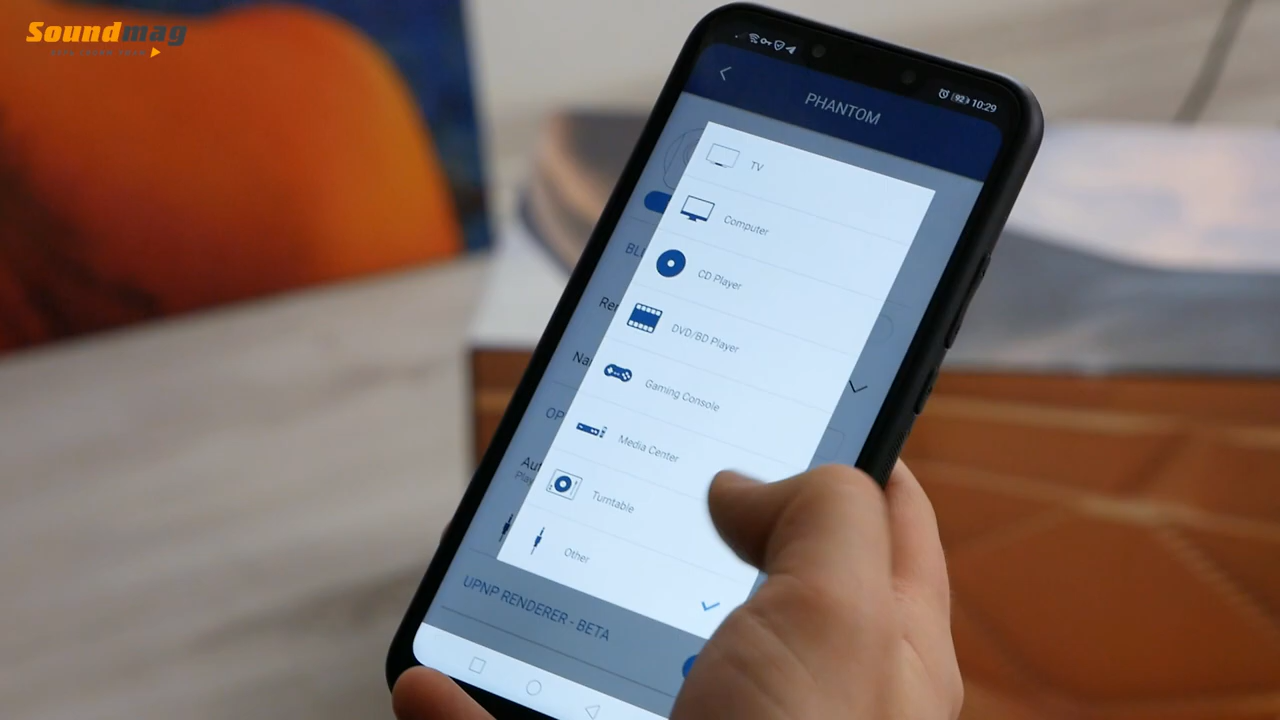 Soundmag
92
10:29
PHANTOM
TV
Computer
CD Player
DVD/BD Player
Gaming Console
Media Center
Turntable
Other
UPNP RENDERER - BETA